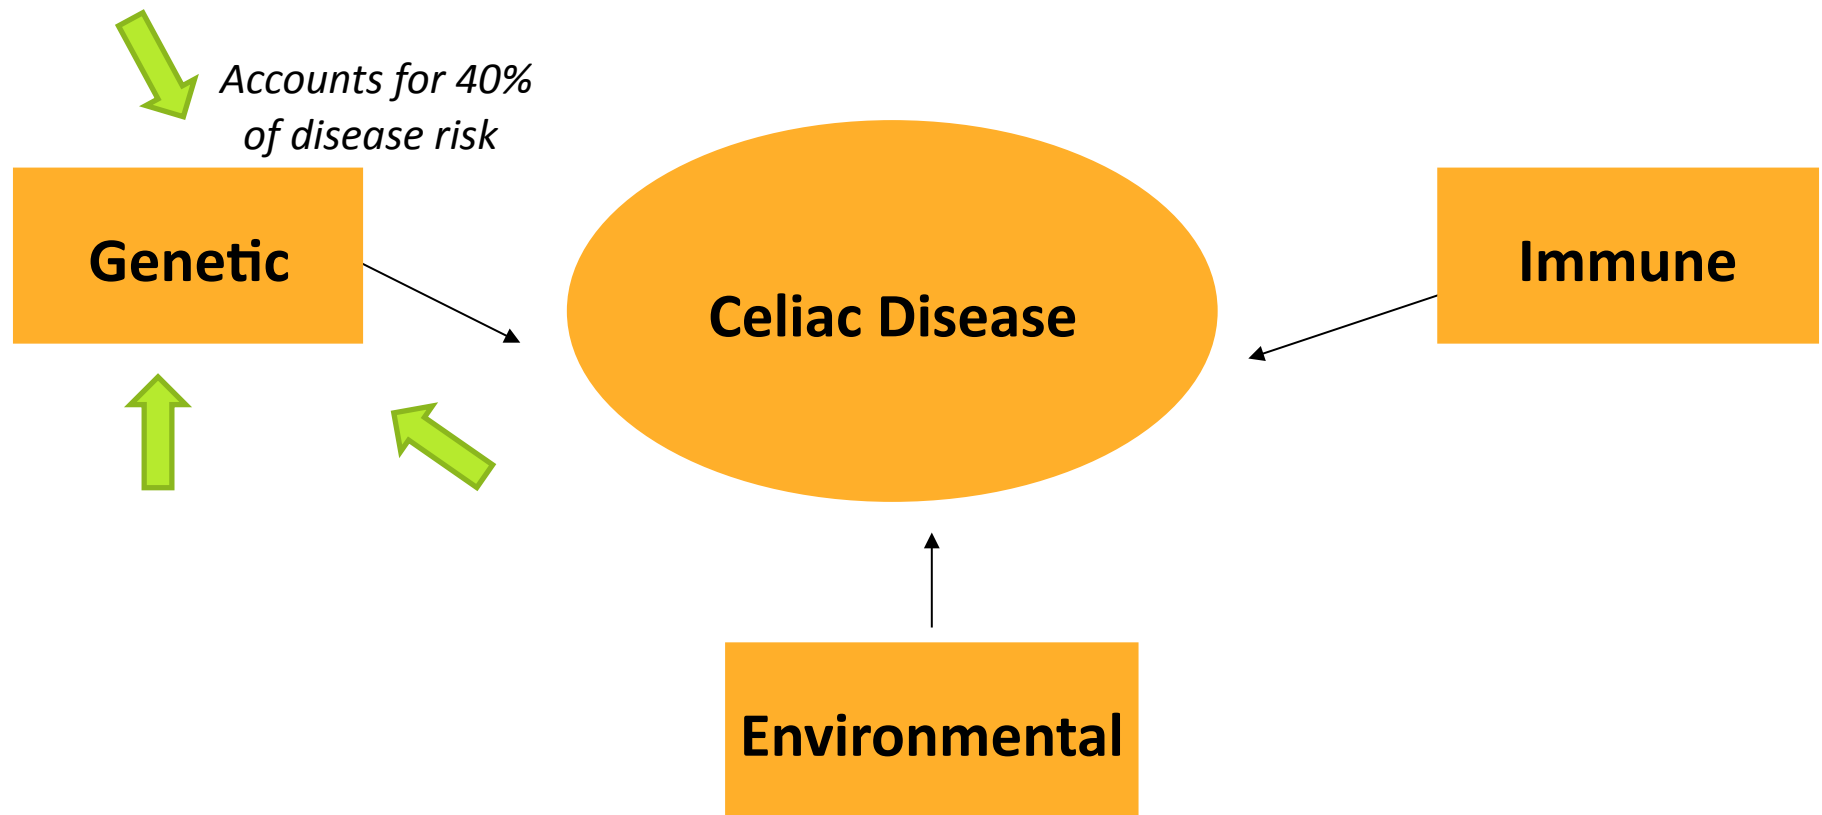 Accounts for 40%
of disease risk
Genetic
Celiac Disease
Immune
Environmental